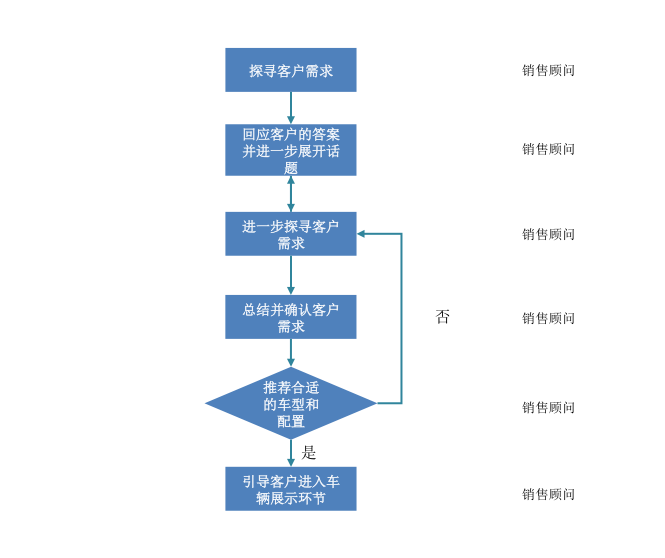 探寻客户需求
销售顾问
回应客户的答案
并进一步展开话
题
销售顾问
进一步探寻客户
需求
销售顾问
总结并确认客户
需求
否
销售顾问
推荐合适
的车型和
配置
销售顾问
是
引导客户进入车
辆展示环节
销售顾问